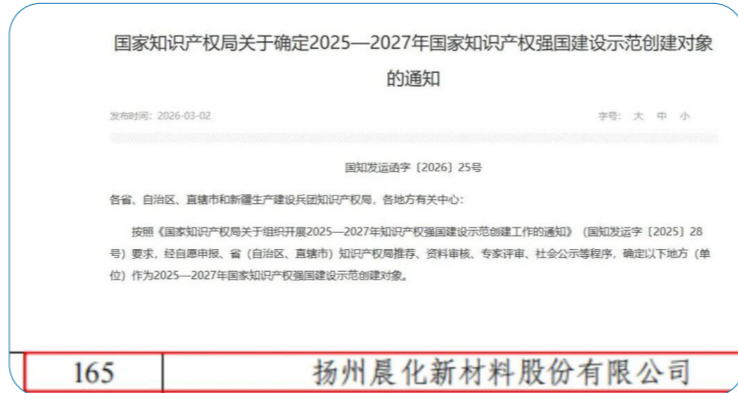 国家知识产权局关于确定2025—2027年国家知识产权强国建设示范创建对象
的通知
发布时间：2026-03-02
字号： 大 中 小
国知发运函字〔2026〕25号
各省、自治区、直辖市和新疆生产建设兵团知识产权局，各地方有关中心：
按照《国家知识产权局关于组织开展2025—2027年知识产权强国建设示范创建工作的通知》（国知发运字〔2025〕28
号）要求，经自愿申报、省（自治区、直辖市）知识产权局推荐、资料审核、专家评审、社会公示等程序，确定以下地方（单
位）作为2025—2027年国家知识产权强国建设示范创建对象。
165 扬州晨化新材料股份有限公司